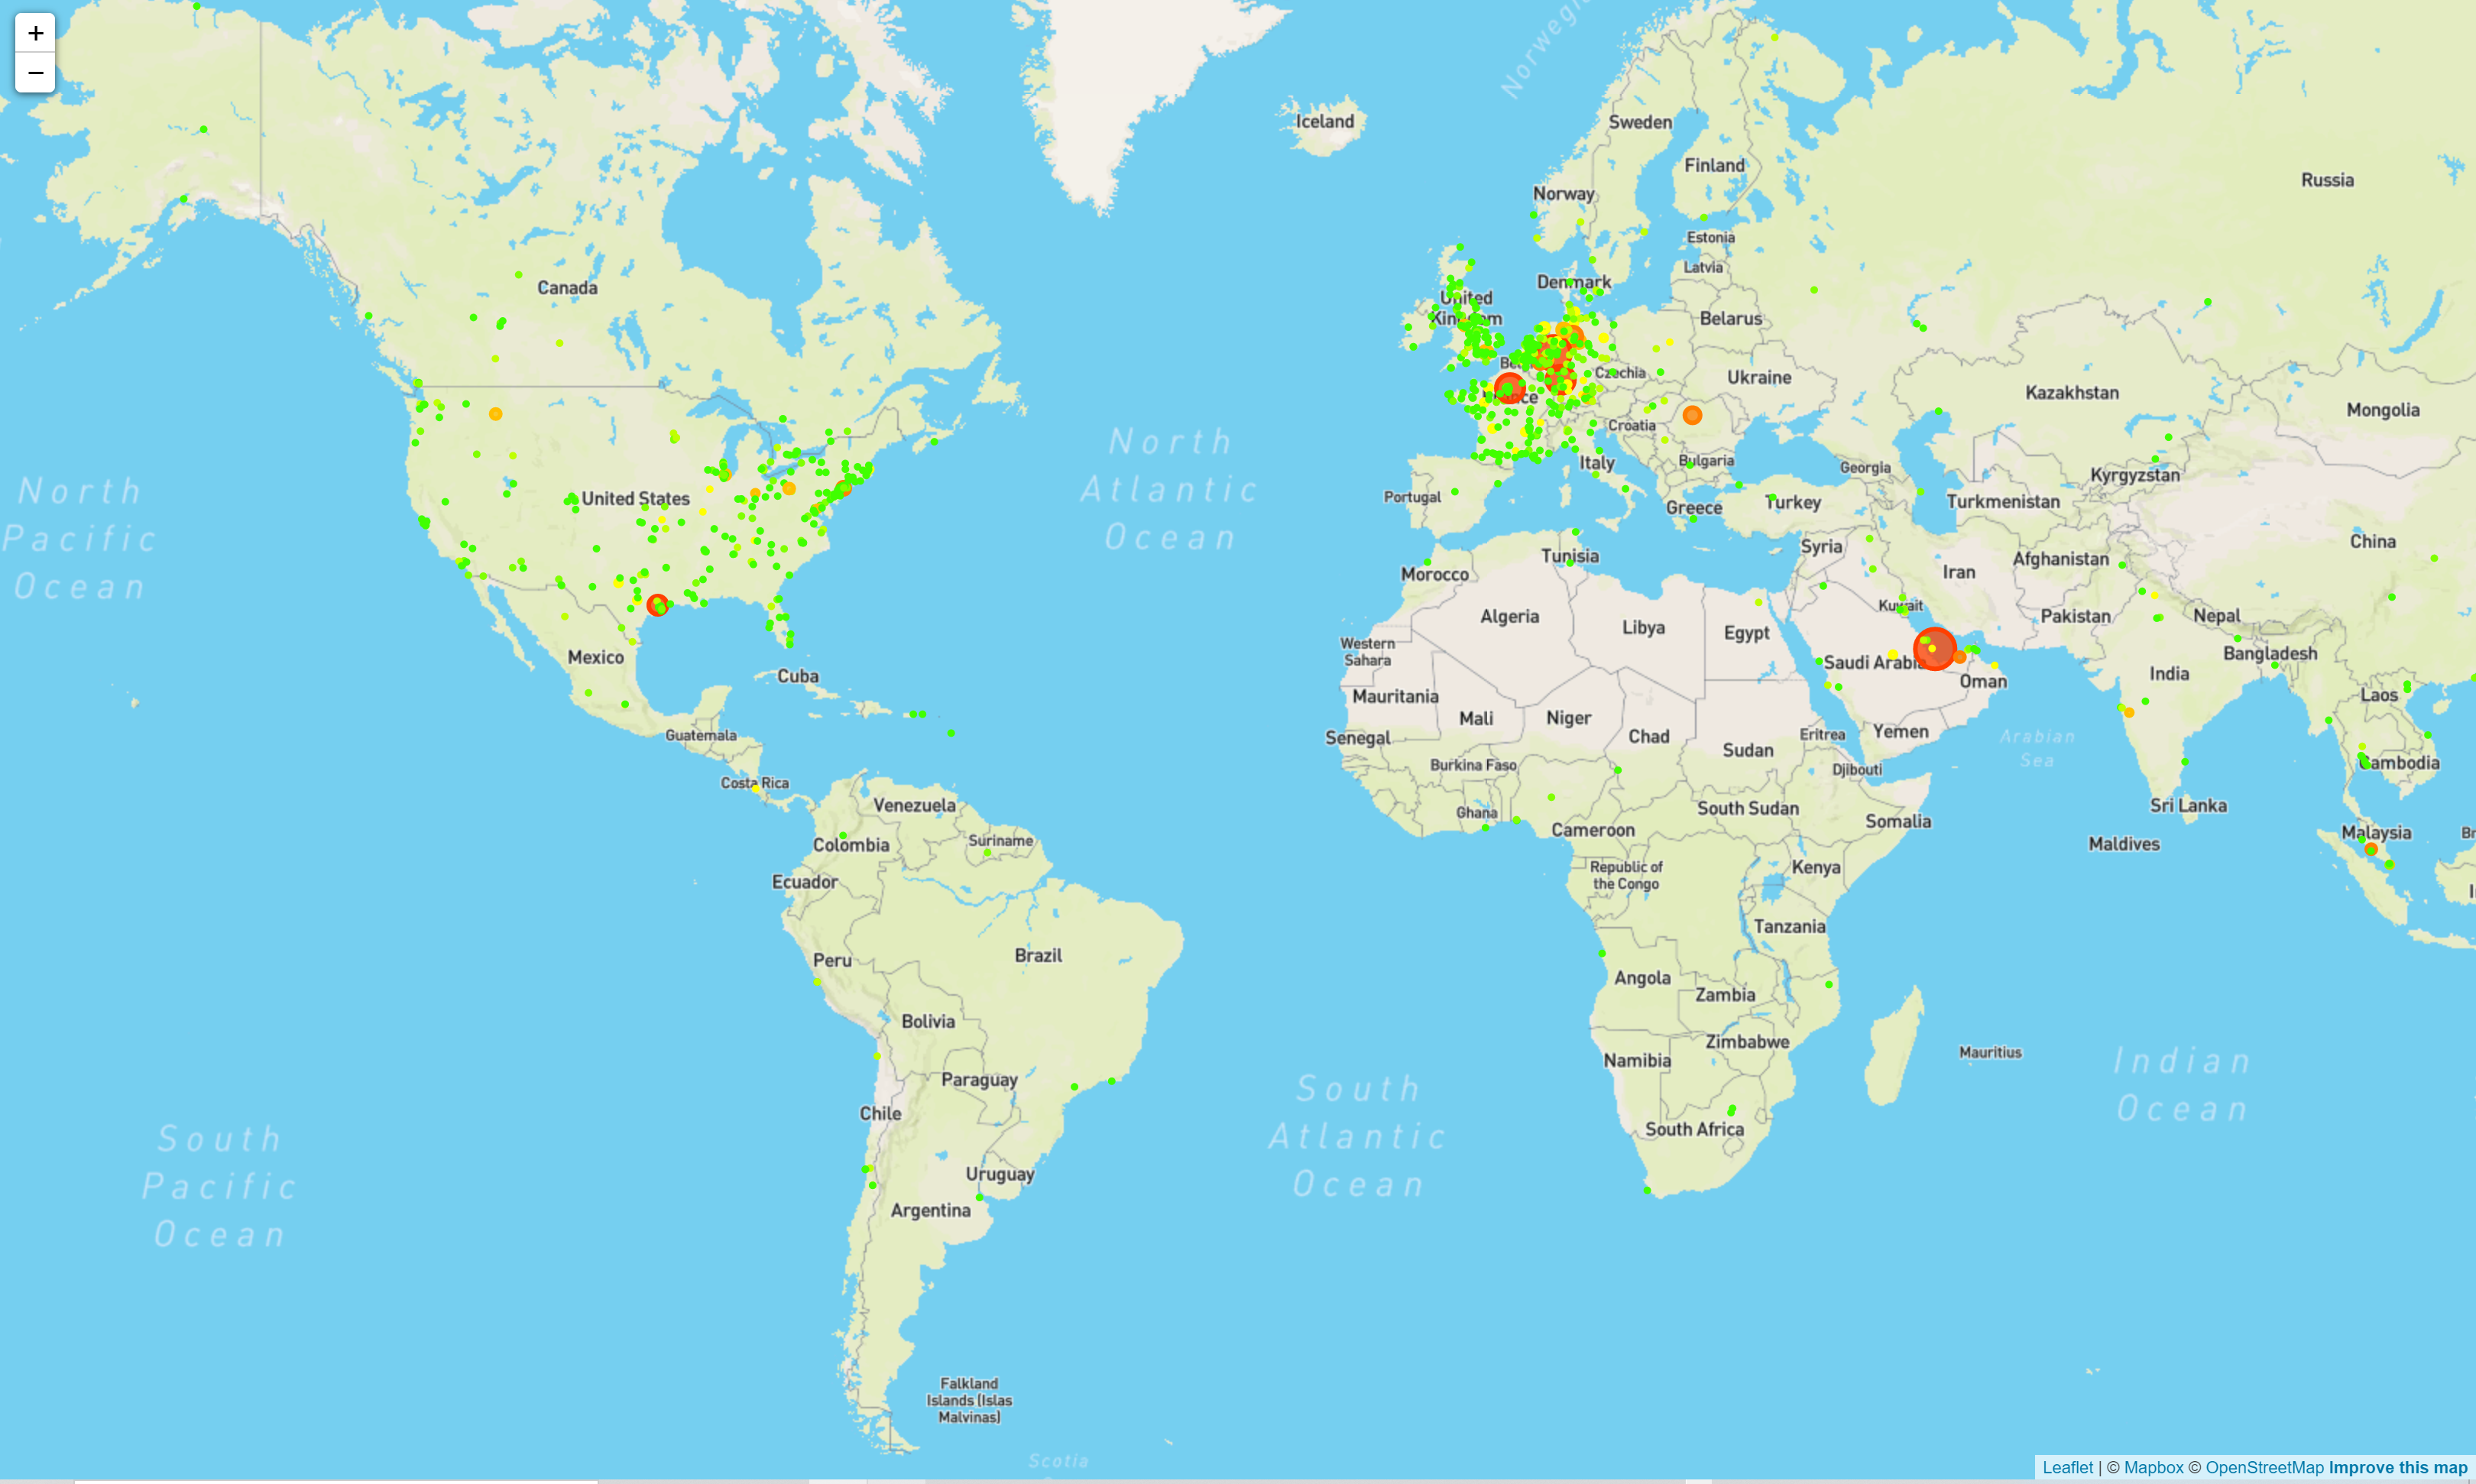 +
−
Norwegia
Iceland
Sweden
Finland
Russia
Norway
Estonia
Latvia
Canada
Denmark
United
Kingdom
Belarus
Czechia
Ukraine
Kazakhstan
Mongolia
Croatia
North
Atlantic
Ocean
Italy
Bulgaria
Georgia
Kyrgyzstan
North
Pacific
Ocean
United States
Portugal
Greece
Turkey
Turkmenistan
China
Syria
Afghanistan
Iran
Tunisia
Morocco
Kuwait
Pakistan
Nepal
Algeria
Libya
Egypt
Western
Sahara
Mexico
Saudi Arabia
Bangladesh
India
Oman
Cuba
Laos
Mauritania
Mali
Niger
Chad
Guatemala
Senegal
Sudan
Eritrea
Yemen
Arabian
Sea
Burkina Faso
Djibouti
Cambodia
Costa Rica
Venezuela
South Sudan
Sri Lanka
Ghana
Somalia
Cameroon
Malaysia
Br
Suriname
Colombia
Maldives
Republic of
the Congo
Kenya
Ecuador
I
Tanzania
Brazil
Peru
Angola
Zambia
Bolivia
Zimbabwe
Mauritius
Namibia
Indian
Ocean
Paraguay
South
Atlantic
Ocean
Chile
South Africa
South
Pacific
Ocean
Uruguay
Argentina
Falkland
Islands (Islas
Malvinas)
Scotia
Leaflet | © Mapbox © OpenStreetMap Improve this map